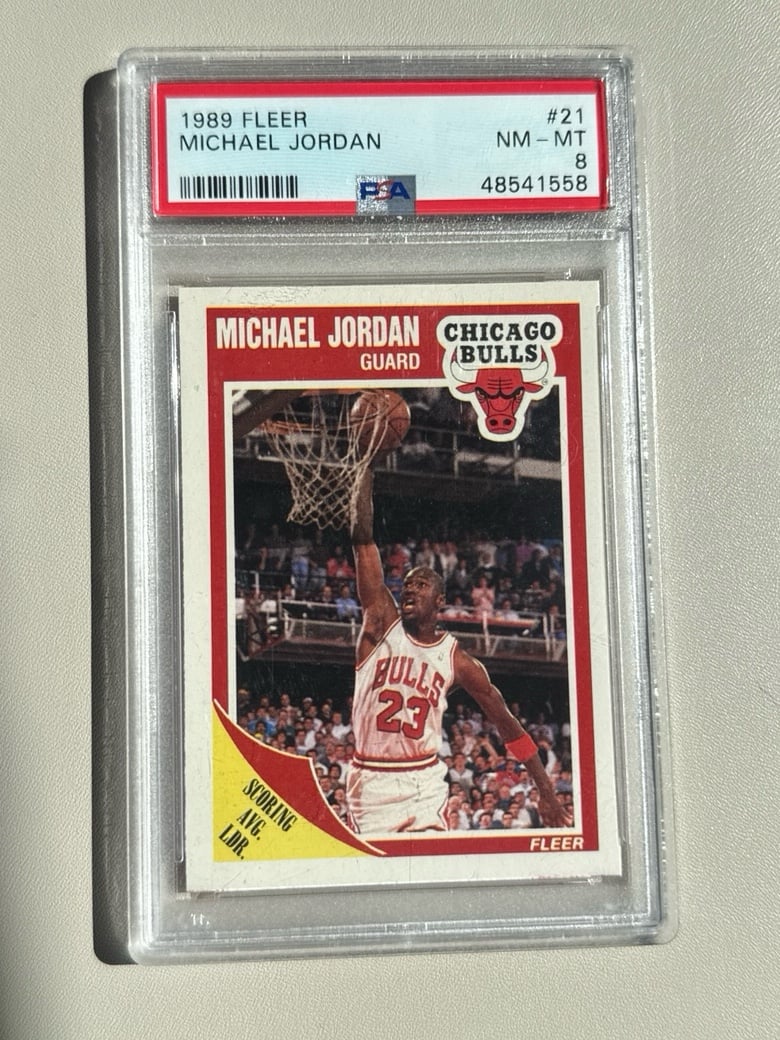 1989 FLEER #21
MICHAEL JORDAN NM - MT
8
PSA 48541558
MICHAEL JORDAN
GUARD
CHICAGO
BULLS
BULLS
23
SCORING
AVG.
LDR.
FLEER